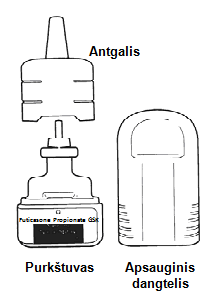 Antgalis
Fluticasone Propionate GSK
Purkštuvas
Apsauginis
dangtelis